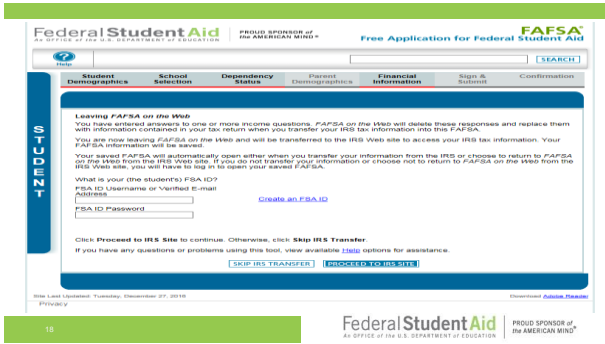 Federal Student Aid
An OFFICE of the U.S. DEPARTMENT of EDUCATION
PROUD SPONSOR of
the AMERICAN MIND®
FAFSA®
Free Application for Federal Student Aid
?
Help
SEARCH
Student Demographics
School Selection
Dependency Status
Parent Demographics
Financial Information
Sign & Submit
Confirmation
STUDENT
Leaving FAFSA on the Web
You have entered answers to one or more income questions. FAFSA on the Web will delete these responses and replace them
with information contained in your tax return when you transfer your IRS tax information into this FAFSA.
You are now leaving FAFSA on the Web and will be transferred to the IRS Web site to access your IRS tax information. Your
FAFSA information will be saved.
Your saved FAFSA will automatically open either when you transfer your information from the IRS or choose to return to FAFSA
on the Web from the IRS Web site. If you do not transfer your information or choose not to return to FAFSA on the Web from the
IRS Web site, you will have to log in to open your saved FAFSA.
What is your (the student's) FSA ID?
FSA ID Username or Verified E-mail
Address
Create an FSA ID
FSA ID Password
Click Proceed to IRS Site to continue. Otherwise, click Skip IRS Transfer.
If you have any questions or problems using this tool, view available Help options for assistance.
SKIP IRS TRANSFER
PROCEED TO IRS SITE
Site Last Updated: Tuesday, December 27, 2016
Download Adobe Reader
Privacy
18
Federal Student Aid
An OFFICE of the U.S. DEPARTMENT of EDUCATION
PROUD SPONSOR of
the AMERICAN MIND®